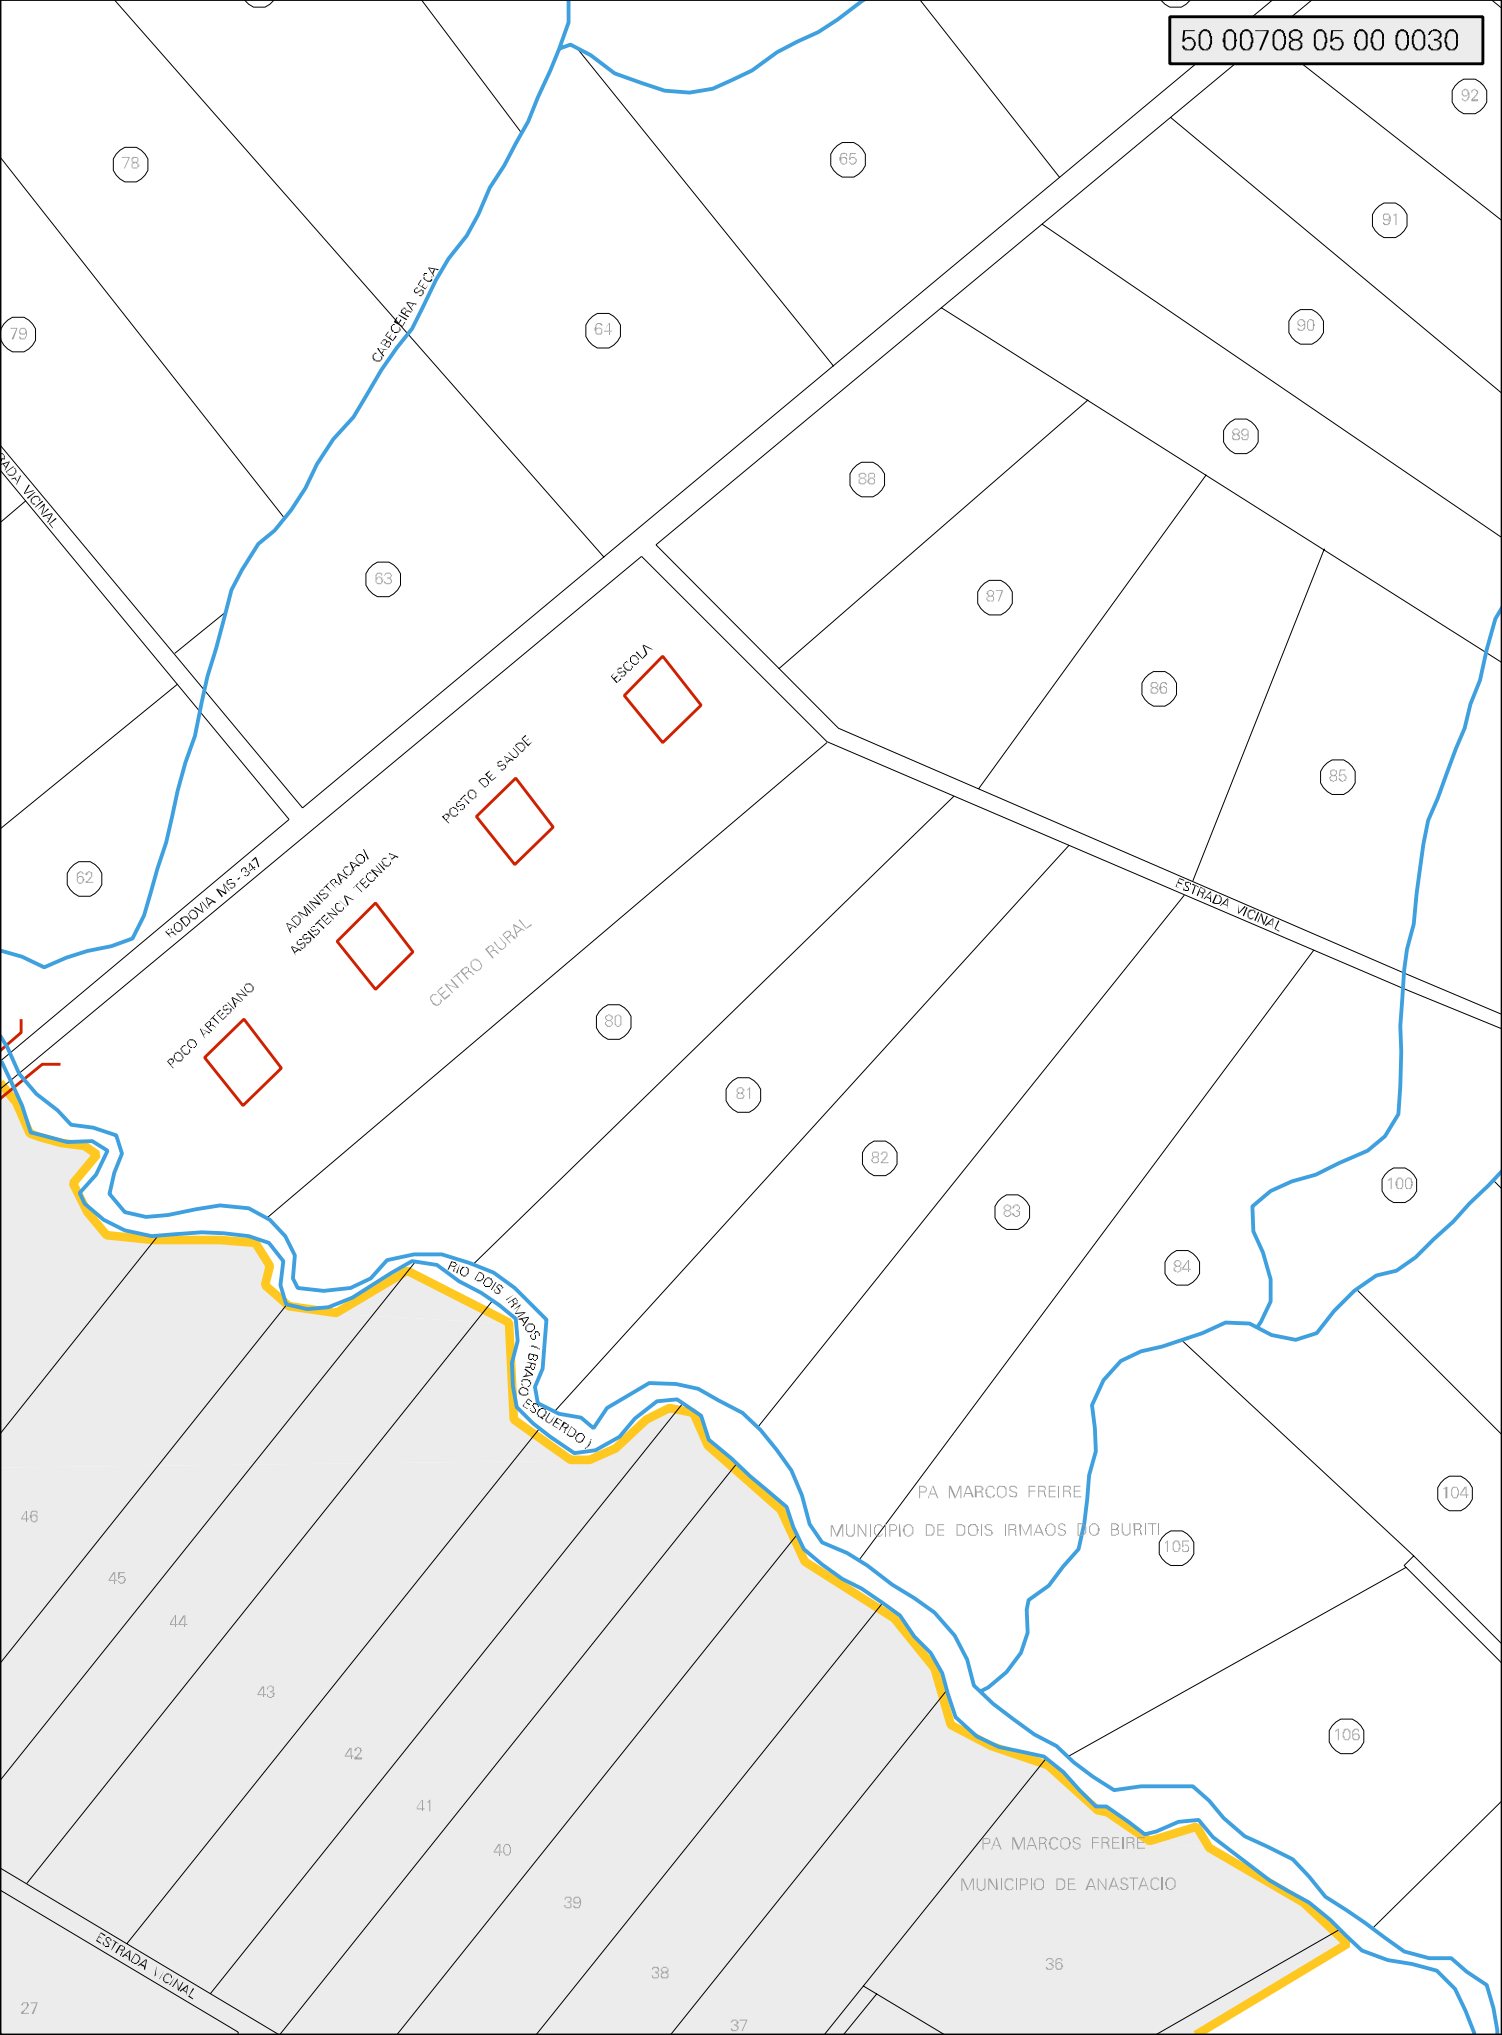 50 00708 05 00 0030
92
78
65
91
79
CABECEIRA SECA
64
90
89
88
VICINAL
63
87
ESCOLA
86
POSTO DE SAUDE
85
62
RODOVIA MS-347
ADMINISTRACAO/
ASSISTENCIA TECNICA
ESTRADA VICINAL
CENTRO RURAL
POCO ARTESIANO
80
81
82
83
100
84
RIO DOIS IRMAOS ( BRACO ESQUERDO )
PA MARCOS FREIRE
MUNICIPIO DE DOIS IRMAOS DO BURITI
104
105
46
45
44
43
42
106
41
40
PA MARCOS FREIRE
MUNICIPIO DE ANASTACIO
39
ESTRADA VICINAL
38
36
27
37